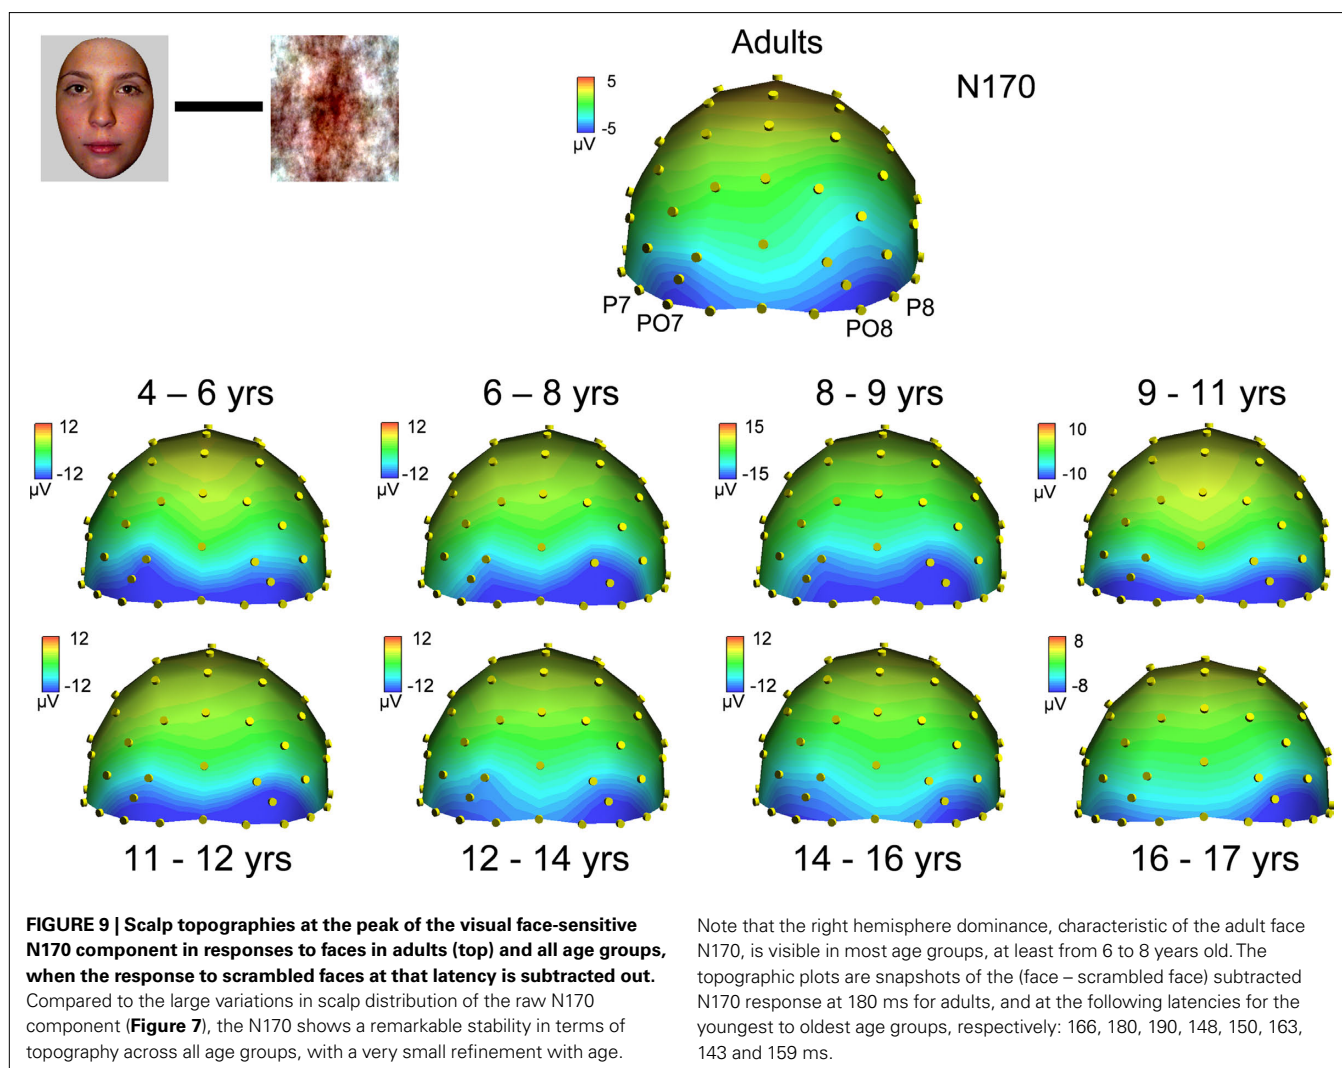 Adults
N170
5
-5
µV
P7
PO7
PO8
P8
4 – 6 yrs
6 – 8 yrs
8 - 9 yrs
9 - 11 yrs
12
-12
µV
12
-12
µV
15
-15
µV
10
-10
µV
12
-12
µV
12
-12
µV
12
-12
µV
8
-8
µV
11 - 12 yrs
12 - 14 yrs
14 - 16 yrs
16 - 17 yrs
FIGURE 9 | Scalp topographies at the peak of the visual face-sensitive
N170 component in responses to faces in adults (top) and all age groups,
when the response to scrambled faces at that latency is subtracted out.
Compared to the large variations in scalp distribution of the raw N170
component (Figure 7), the N170 shows a remarkable stability in terms of
topography across all age groups, with a very small refinement with age.
Note that the right hemisphere dominance, characteristic of the adult face
N170, is visible in most age groups, at least from 6 to 8 years old. The
topographic plots are snapshots of the (face – scrambled face) subtracted
N170 response at 180 ms for adults, and at the following latencies for the
youngest to oldest age groups, respectively: 166, 180, 190, 148, 150, 163,
143 and 159 ms.